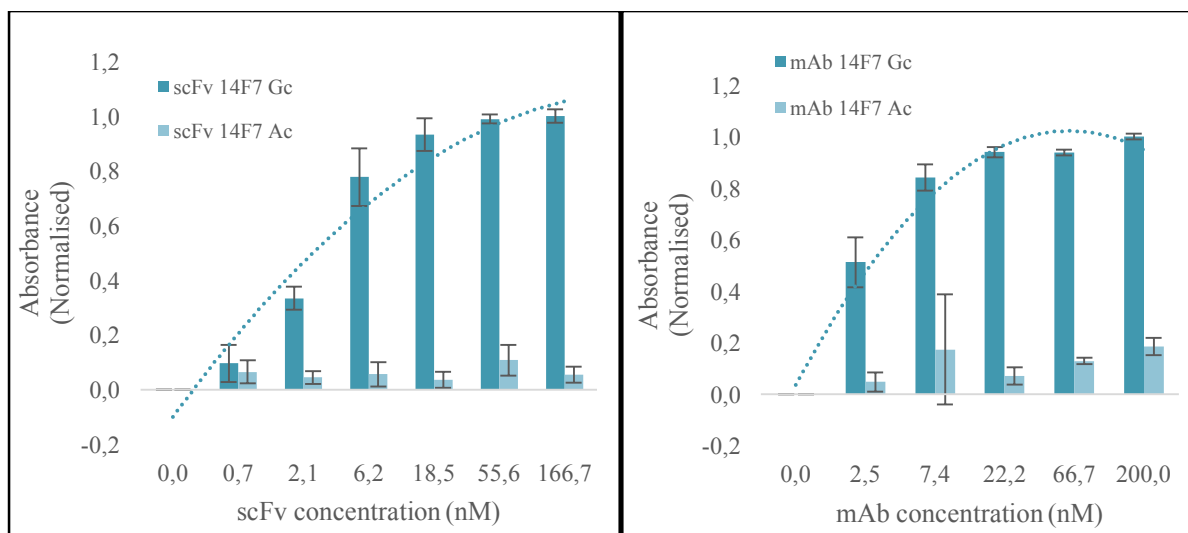 1,2
scFv 14F7 Gc
scFv 14F7 Ac
1,0
0,8
0,6
0,4
0,2
0,0
-0,2
Absorbance
(Normalised)
0,0 0,7 2,1 6,2 18,5 55,6 166,7
scFv concentration (nM)
mAb 14F7 Gc
1,2
mAb 14F7 Ac
1,0
0,8
0,6
0,4
0,2
0,0
-0,2
Absorbance
(Normalised)
0,0 2,5 7,4 22,2 66,7 200,0
mAb concentration (nM)